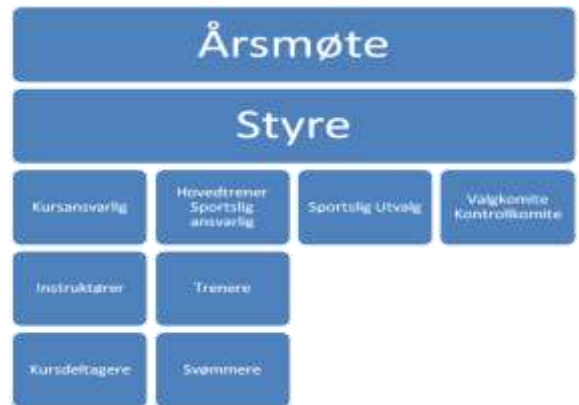 Årsmøte
Styre
Kursansvarlig
Hovedtrener
Sportslig
ansvarlig
Sportslig Utvalg
Valgkomite
Kontrollkomite
Instruktører
Trenere
Kursdeltagere
Svømmere